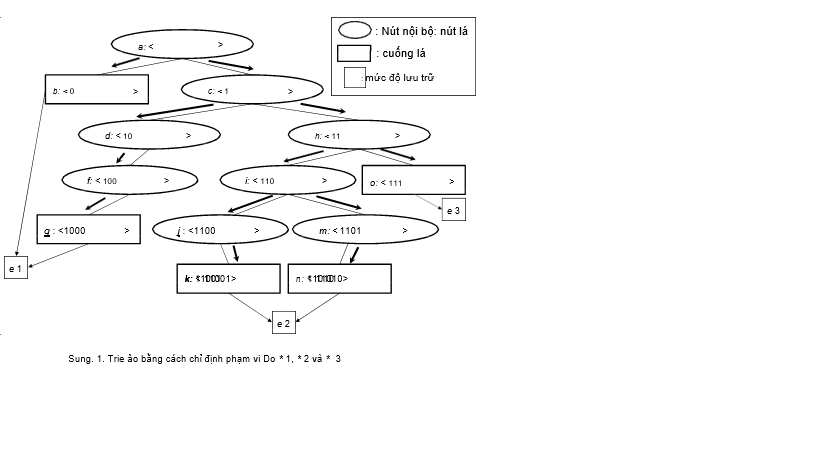 : Nút nội bộ: nút lá
: cuống lá
: mức độ lưu trữ
a: < >
b: < 0 >
c: < 1 >
d: < 10 >
h: < 11 >
f: < 100 >
i: < 110 >
o: < 111 >
e 3
g : <1000 >
j : <1100 >
m: < 1101 >
e 1
k: >
n: >
e 2
Sung. 1. Trie ảo bằng cách chỉ định phạm vi Do * 1, * 2 và * 3